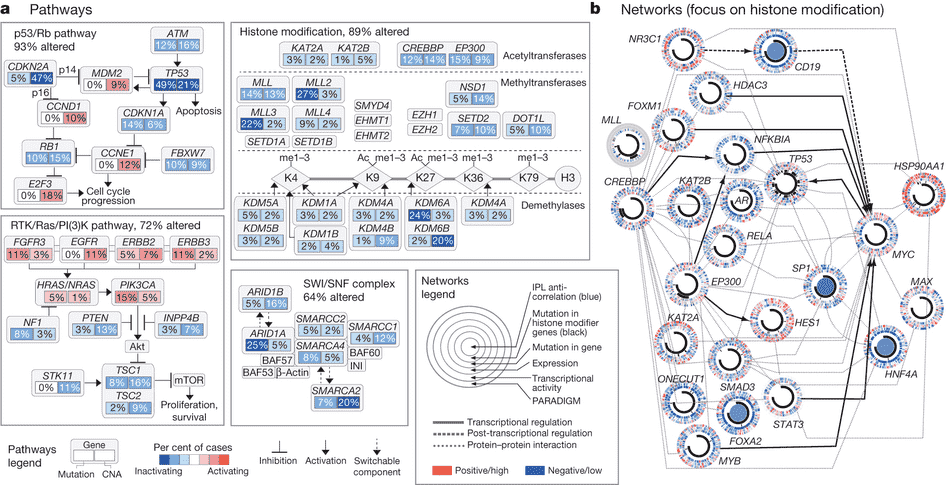 a Pathways
p53/Rb pathway
93% altered
ATM
12% 16%
CDKN2A
5% 47%
p14
p16
MDM2
0% 9%
TP53
49% 21%
CCND1
0% 10%
CDKN1A
14% 6%
Apoptosis
RB1
10% 15%
CCNE1
0% 12%
FBXW7
10% 9%
E2F3
0% 18%
Cell cycle
progression
RTK/Ras/PI(3)K pathway, 72% altered
FGFR3 EGFR ERBB2 ERBB3
11% 3% 0% 11% 5% 7% 11% 2%
HRAS/NRAS PIK3CA
5% 1% 15% 5%
NF1 PTEN INPP4B
8% 3% 3% 13% 3% 7%
Akt
STK11
0% 11%
TSC1
8% 16%
TSC2
2% 9%
mTOR
Proliferation,
survival
Histone modification, 89% altered
KAT2A KAT2B CREBBP EP300
3% 2% 1% 5% 12% 14% 15% 9%
Acetyltransferases
Methyltransferases
MLL MLL2 NSD1
14% 13% 27% 3% 5% 14%
MLL3 MLL4 SMYD4 EZH1 SETD2 DOT1L
22% 2% 9% 2% EHMT1 EZH2 7% 10% 5% 10%
SETD1A SETD1B EHMT2
me1–3 Ac me1–3 Ac me1–3 me1–3
K4 K9 K27 K36 K79 H3
Demethylases
KDM5A KDM1A KDM4A KDM6A KDM4A
5% 2% 3% 2% 3% 2% 24% 3% 3% 2%
KDM5B KDM1B KDM4B KDM6B
3% 2% 2% 4% 1% 9% 2% 20%
SWI/SNF complex
64% altered
ARID1B
5% 16%
ARID1A
25% 5%
SMARCC2
5% 2%
SMARCC1
4% 12%
SMARCA4
8% 5%
BAF57 BAF60
BAF53 β-Actin INI
SMARCA2
7% 20%
Networks
legend
IPL anti-
correlation (blue)
Mutation in
histone modifier
genes (black)
Mutation in gene
Expression
Transcriptional
activity
PARADIGM
Transcriptional regulation
Post-transcriptional regulation
Protein–protein interaction
Positive/high Negative/low
Pathways
legend
Gene
Mutation CNA
Per cent of cases
Inactivating Activating
Inhibition Activation Switchable
component
b Networks (focus on histone modification)
NR3C1
CD19
HDAC3
FOXM1
MLL
NFKBIA
TP53
HSP90AA1
CREBBP
KAT2B
AR
RELA
MYC
EP300
SP1
MAX
KAT2A
HES1
HNF4A
ONECUT1
SMAD3
STAT3
FOXA2
MYB